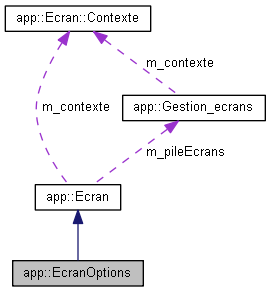 app::Ecran::Contexte
m_contexte
m_contexte
app::Gestion_ecrans
m_pileEcrans
app::Ecran
app::EcranOptions